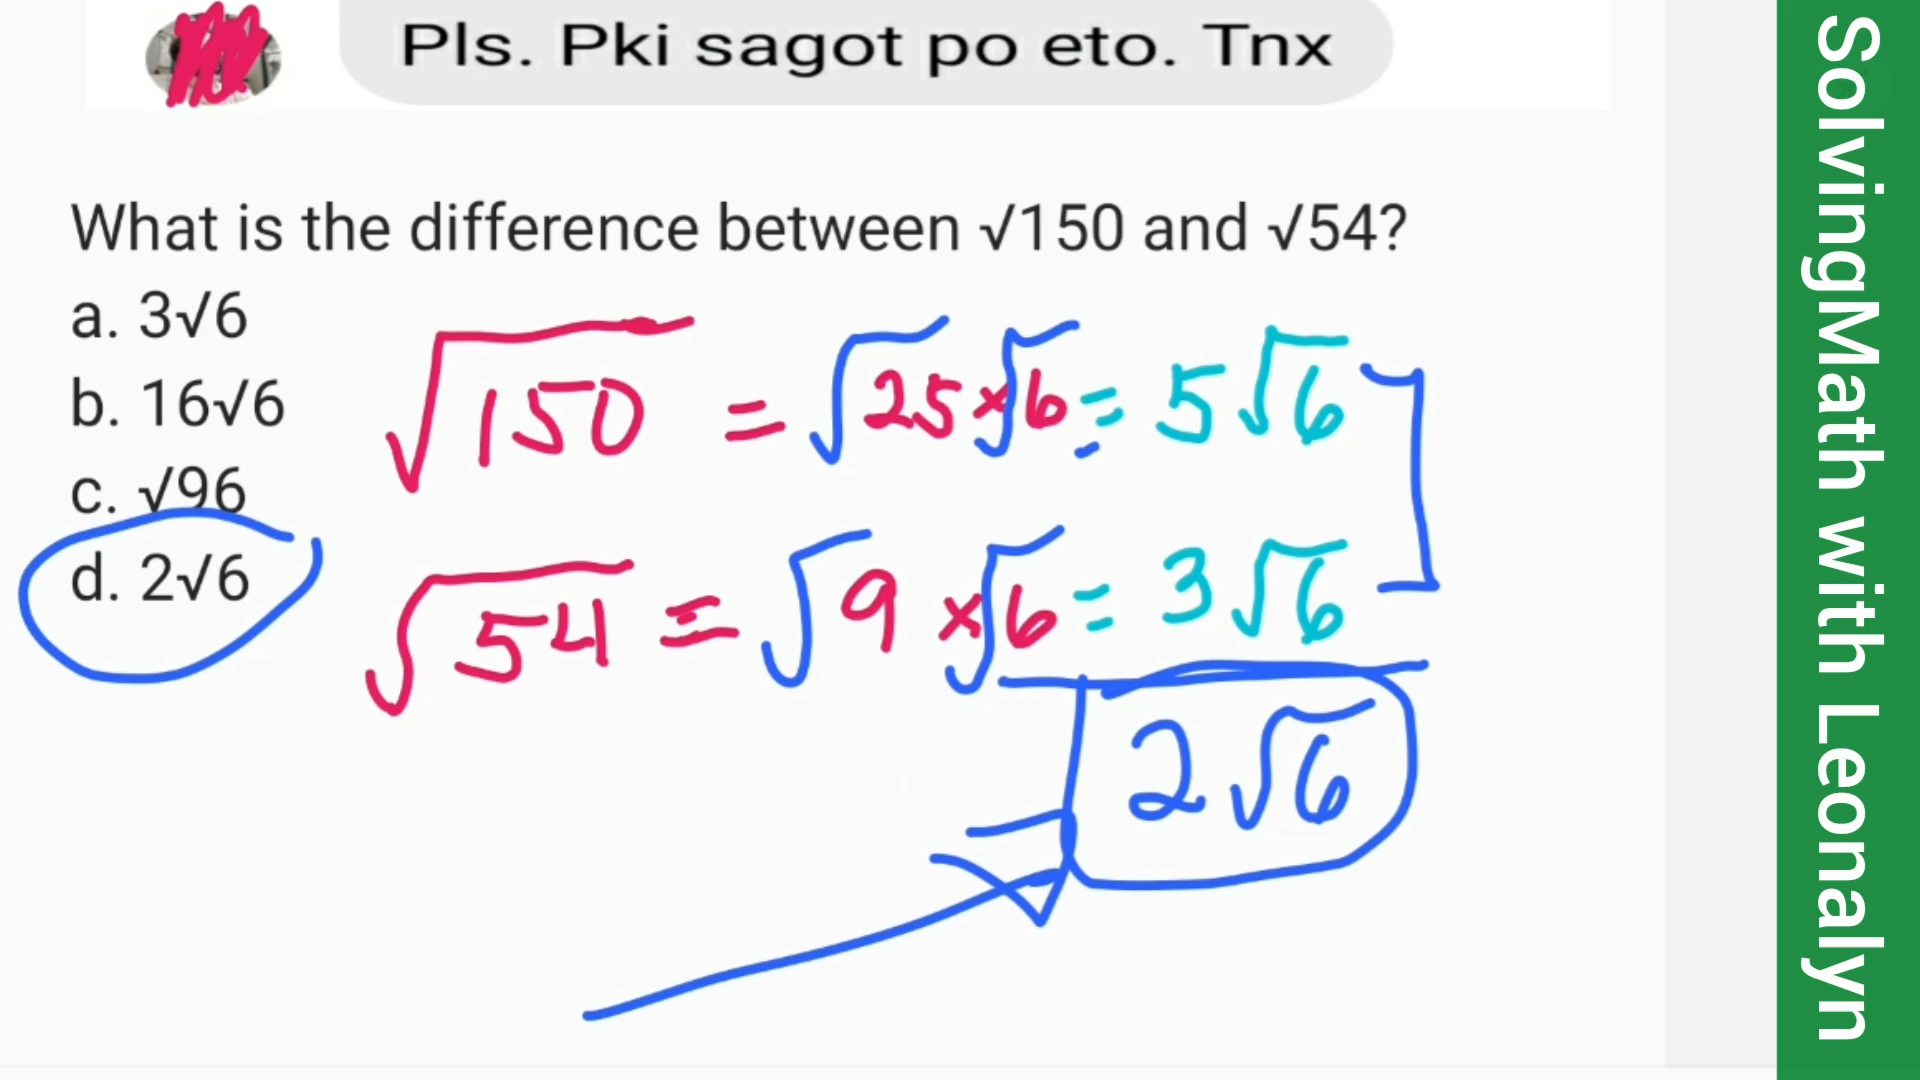 Pls. Pki sagot po eto. Tnx
What is the difference between √150 and √54?
a. 3√6
b. 16√6
c. √96
d. 2√6
√150 = √25 × √6 = 5√6
√54 = √9 × √6 = 3√6
2√6
SolvingMath with Leonalyn